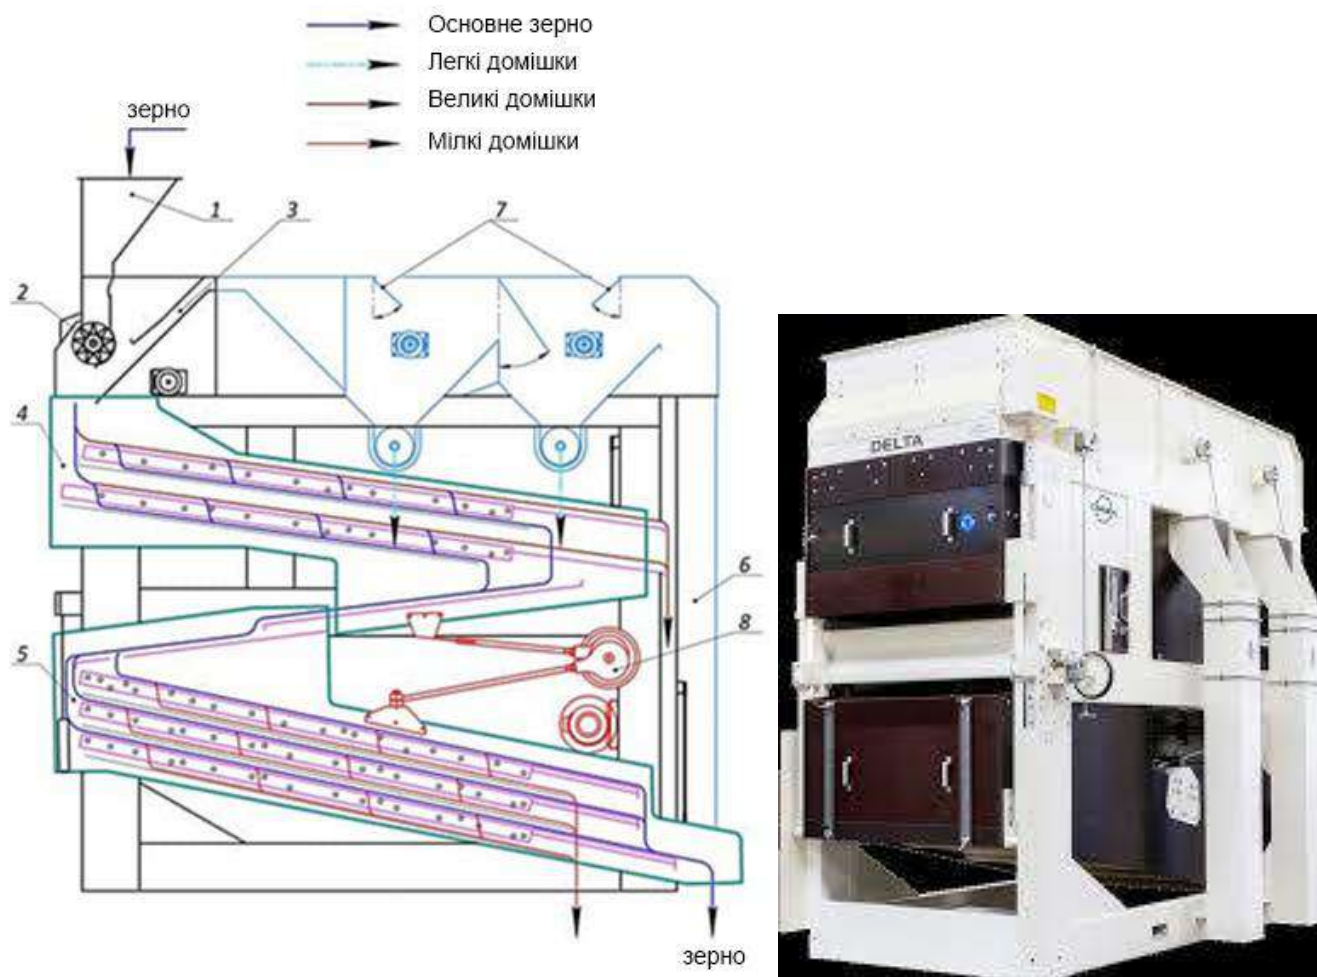 Основне зерно
Легкі домішки
Великі домішки
Мілкі домішки
зерно
1
3
7
2
4
6
8
5
зерно
DELTA